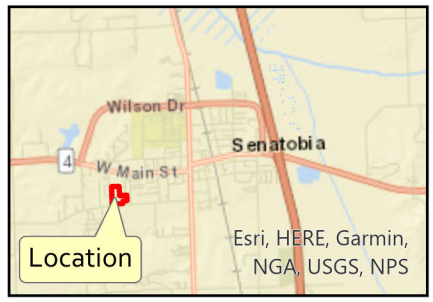 Wilson Dr
Senatobia
4
W Main St
Location
Esri, HERE, Garmin,
NGA, USGS, NPS